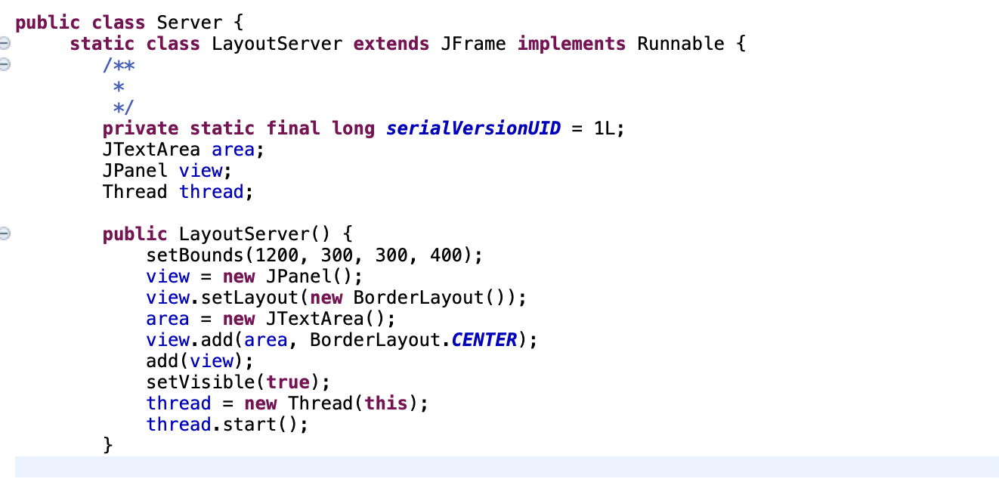 public class Server {
static class LayoutServer extends JFrame implements Runnable {
/**
*
*/
private static final long serialVersionUID = 1L;
JTextArea area;
JPanel view;
Thread thread;
public LayoutServer() {
setBounds(1200, 300, 300, 400);
view = new JPanel();
view.setLayout(new BorderLayout());
area = new JTextArea();
view.add(area, BorderLayout.CENTER);
add(view);
setVisible(true);
thread = new Thread(this);
thread.start();
}